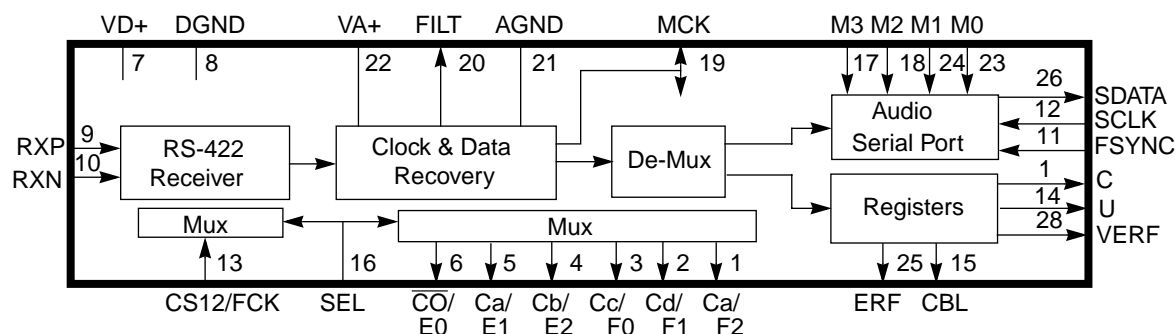 VD+ DGND VA+ FILT AGND MCK M3 M2 M1 M0
7 8 22 20 21 19 17 18 24 23
26 SDATA
12 SCLK
11 FSYNC
RXP 9
RXN 10
RS-422
Receiver
Clock & Data
Recovery
De-Mux
Audio
Serial Port
Registers
1 C
14 U
28 VERF
Mux
Mux
13 16 6 5 4 3 2 1 25 15
CS12/FCK SEL C̅O̅/ Ca/ Cb/ Cc/ Cd/ Ca/ ERF CBL
E0 E1 E2 F0 F1 F2